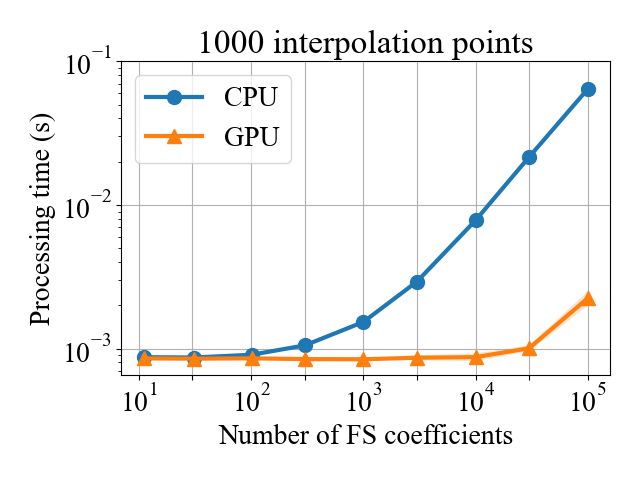 1000 interpolation points
CPU
GPU
Processing time (s)
10^{-1}
10^{-2}
10^{-3}
10^1 10^2 10^3 10^4 10^5
Number of FS coefficients